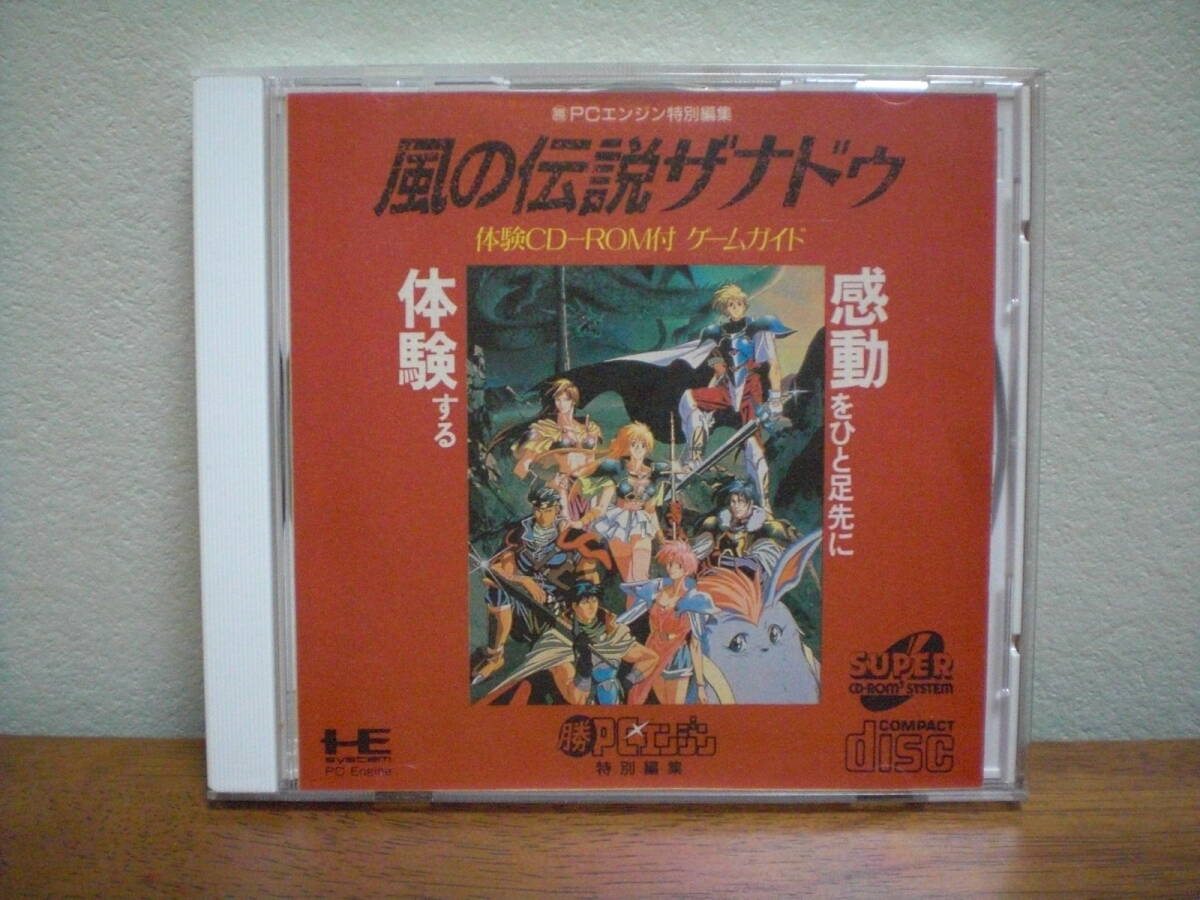 ㊝PCエンジン特別編集
風の伝説ザナドゥ
体験CD-ROM付 ゲームガイド
感動をひと足先に
体験する
SUPER
CD-ROM² SYSTEM
HE
system
PC Engine
勝PCエンジン
特別編集
COMPACT
disc